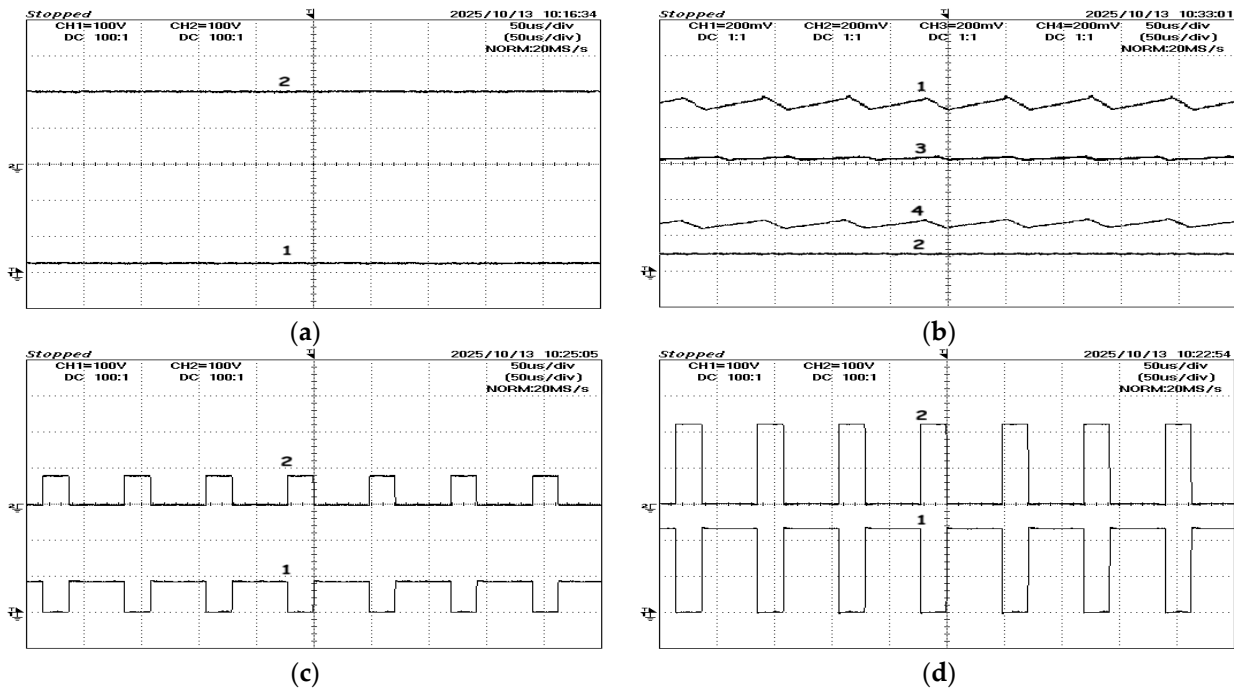 Stopped 2025/10/13 10:16:34
CH1=100V CH2=100V 50us/div
DC 100:1 DC 100:1 (50us/div)
NORM:20MS/s
2
1
(a)
Stopped 2025/10/13 10:33:01
CH1=200mV CH2=200mV CH3=200mV CH4=200mV 50us/div
DC 1:1 DC 1:1 DC 1:1 DC 1:1 (50us/div)
NORM:20MS/s
1
3
4
2
(b)
Stopped 2025/10/13 10:25:05
CH1=100V CH2=100V 50us/div
DC 100:1 DC 100:1 (50us/div)
NORM:20MS/s
2
1
(c)
Stopped 2025/10/13 10:22:54
CH1=100V CH2=100V 50us/div
DC 100:1 DC 100:1 (50us/div)
NORM:20MS/s
2
1
(d)